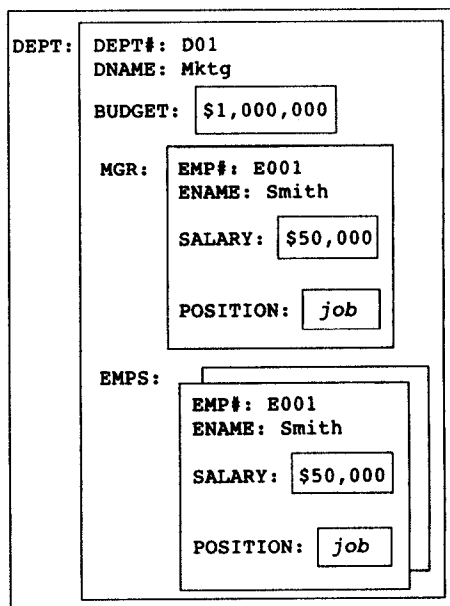 DEPT: DEPT#: D01
DNAME: Mktg
BUDGET: $1,000,000
MGR: EMP#: E001
ENAME: Smith
SALARY: $50,000
POSITION: job
EMPS:
EMP#: E001
ENAME: Smith
SALARY: $50,000
POSITION: job